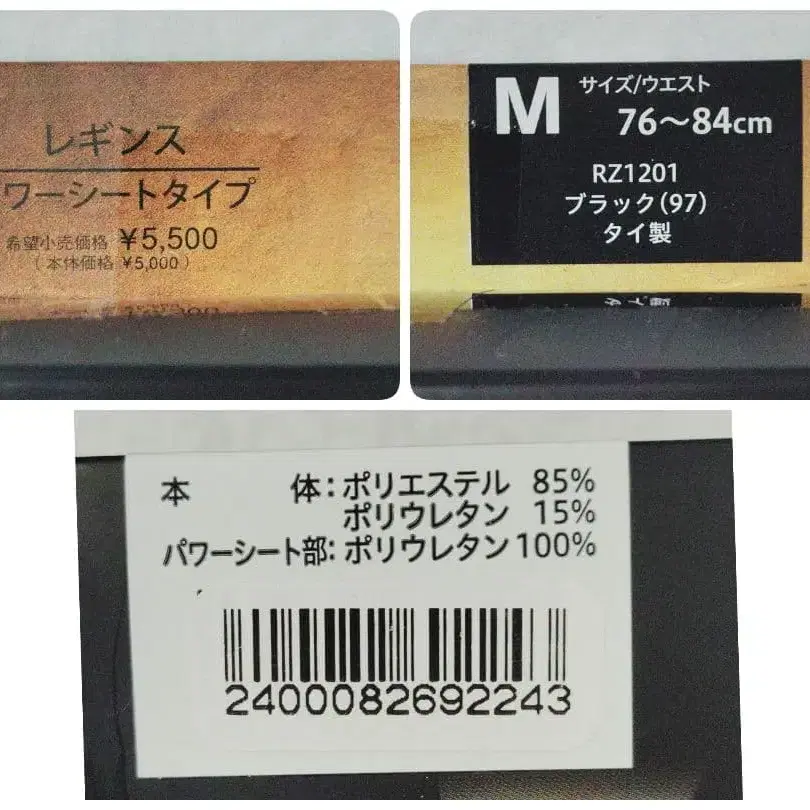 レギンス
ワーシートタイプ
希望小売価格 ¥5,500
(本体価格 ¥5,000)
M サイズ/ウエスト
76〜84cm
RZ1201
ブラック(97)
タイ製
本 体:ポリエステル 85%
ポリウレタン 15%
パワーシート部:ポリウレタン100%
2400082692243